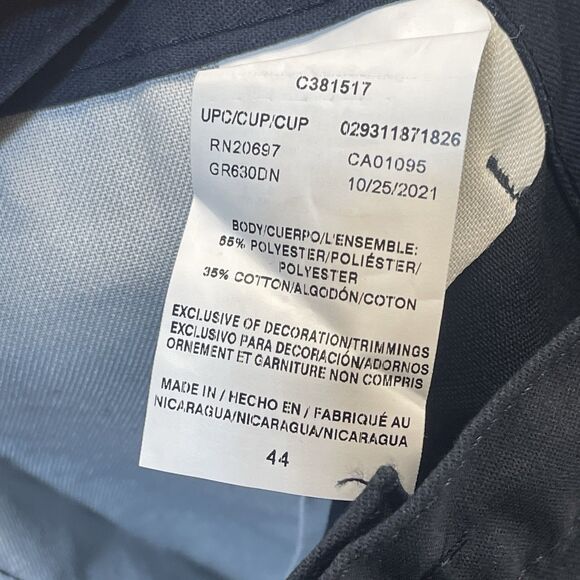 C381517
UPC/CUP/CUP 029311871826
RN20697 CA01095
GR630DN 10/25/2021
BODY/CUERPO/L'ENSEMBLE:
65% POLYESTER/POLIÉSTER/
POLYESTER
35% COTTON/ALGODÓN/COTON
EXCLUSIVE OF DECORATION/TRIMMINGS
EXCLUSIVO PARA DECORACIÓN/ADORNOS
ORNEMENT ET GARNITURE NON COMPRIS
MADE IN / HECHO EN / FABRIQUÉ AU
NICARAGUA/NICARAGUA/NICARAGUA
44